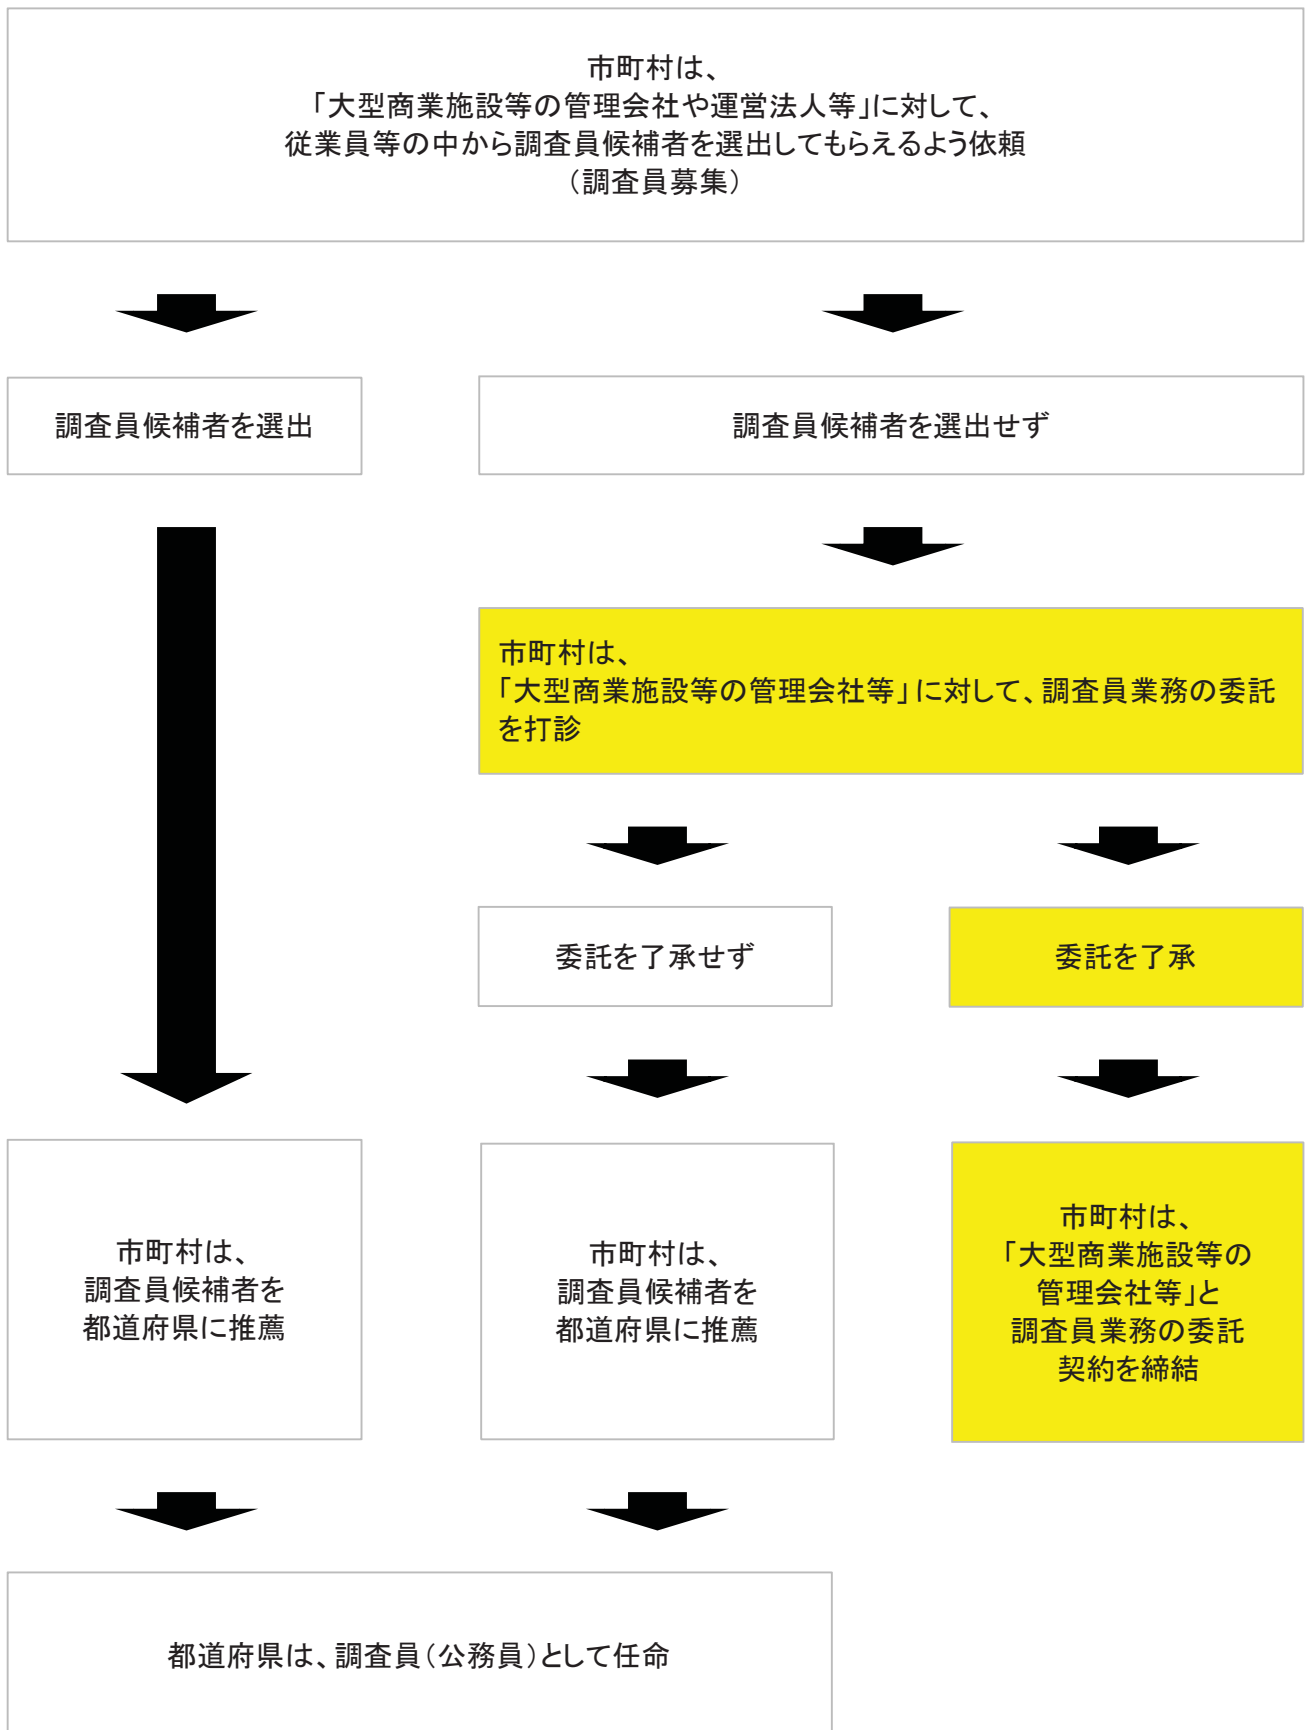 市町村は、
「大型商業施設等の管理会社や運営法人等」に対して、
従業員等の中から調査員候補者を選出してもらえるよう依頼
（調査員募集）
調査員候補者を選出
調査員候補者を選出せず
市町村は、
「大型商業施設等の管理会社等」に対して、調査員業務の委託
を打診
委託を了承せず
委託を了承
市町村は、
調査員候補者を
都道府県に推薦
市町村は、
調査員候補者を
都道府県に推薦
市町村は、
「大型商業施設等の
管理会社等」と
調査員業務の委託
契約を締結
都道府県は、調査員（公務員）として任命